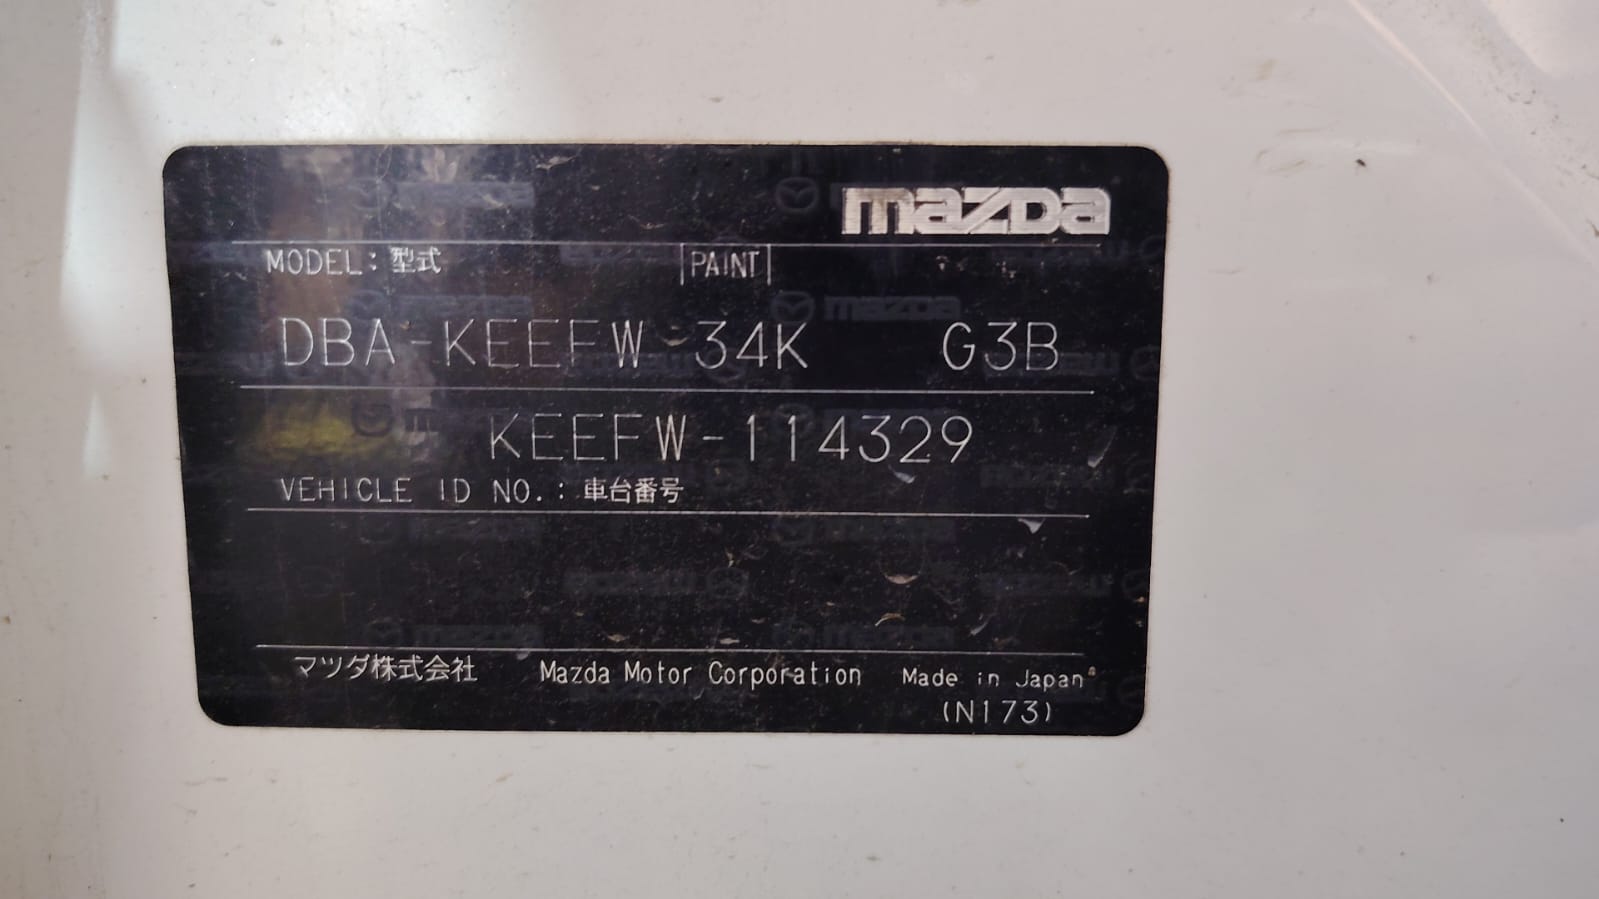 mazda
MODEL: 型式 PAINT
DBA-KEEFW-34K G3B
KEEFW-114329
VEHICLE ID NO.: 車台番号
マツダ株式会社 Mazda Motor Corporation Made in Japan
(N173)